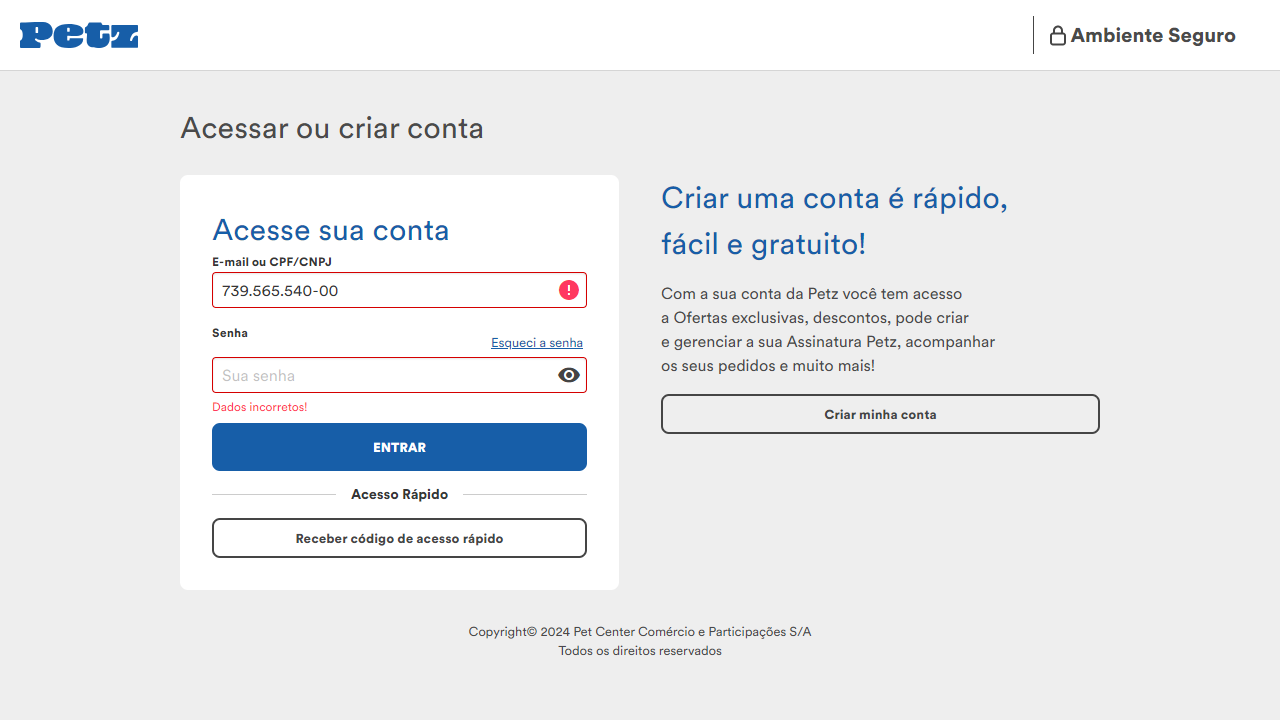 Petz
Ambiente Seguro
Acessar ou criar conta
Acesse sua conta
E-mail ou CPF/CNPJ
739.565.540-00
Senha
Esqueci a senha
Sua senha
Dados incorretos!
ENTRAR
Acesso Rápido
Receber código de acesso rápido
Criar uma conta é rápido,
fácil e gratuito!
Com a sua conta da Petz você tem acesso
a Ofertas exclusivas, descontos, pode criar
e gerenciar a sua Assinatura Petz, acompanhar
os seus pedidos e muito mais!
Criar minha conta
Copyright© 2024 Pet Center Comércio e Participações S/A
Todos os direitos reservados